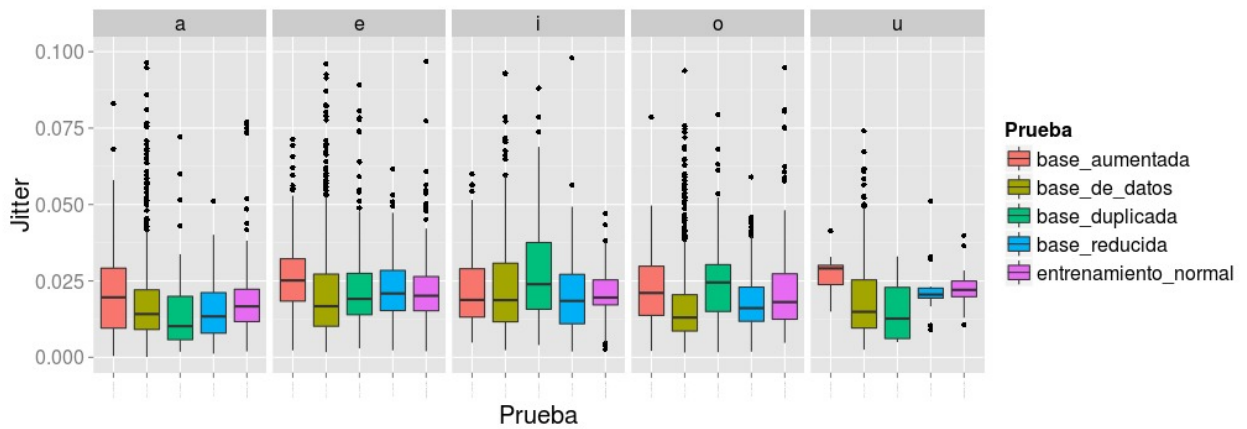 a e i o u
0.100
0.075
0.050
0.025
0.000
Jitter
Prueba
Prueba
base_aumentada
base_de_datos
base_duplicada
base_reducida
entrenamiento_normal